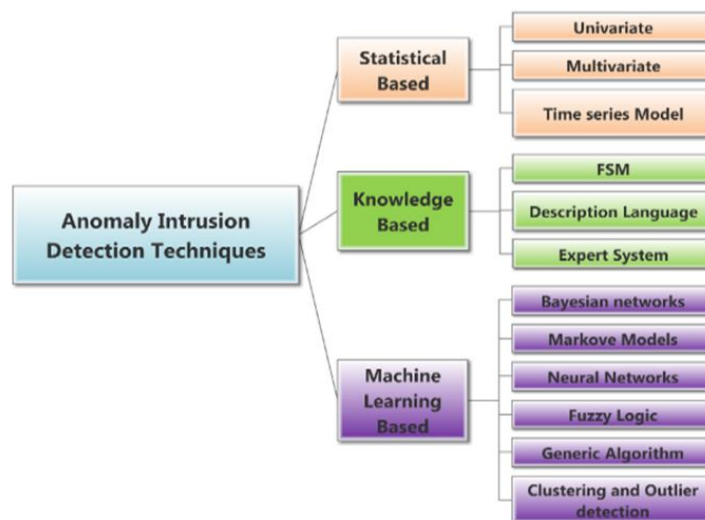 Anomaly Intrusion
Detection Techniques
Statistical
Based
Univariate
Multivariate
Time series Model
Knowledge
Based
FSM
Description Language
Expert System
Machine
Learning
Based
Bayesian networks
Markove Models
Neural Networks
Fuzzy Logic
Generic Algorithm
Clustering and Outlier
detection